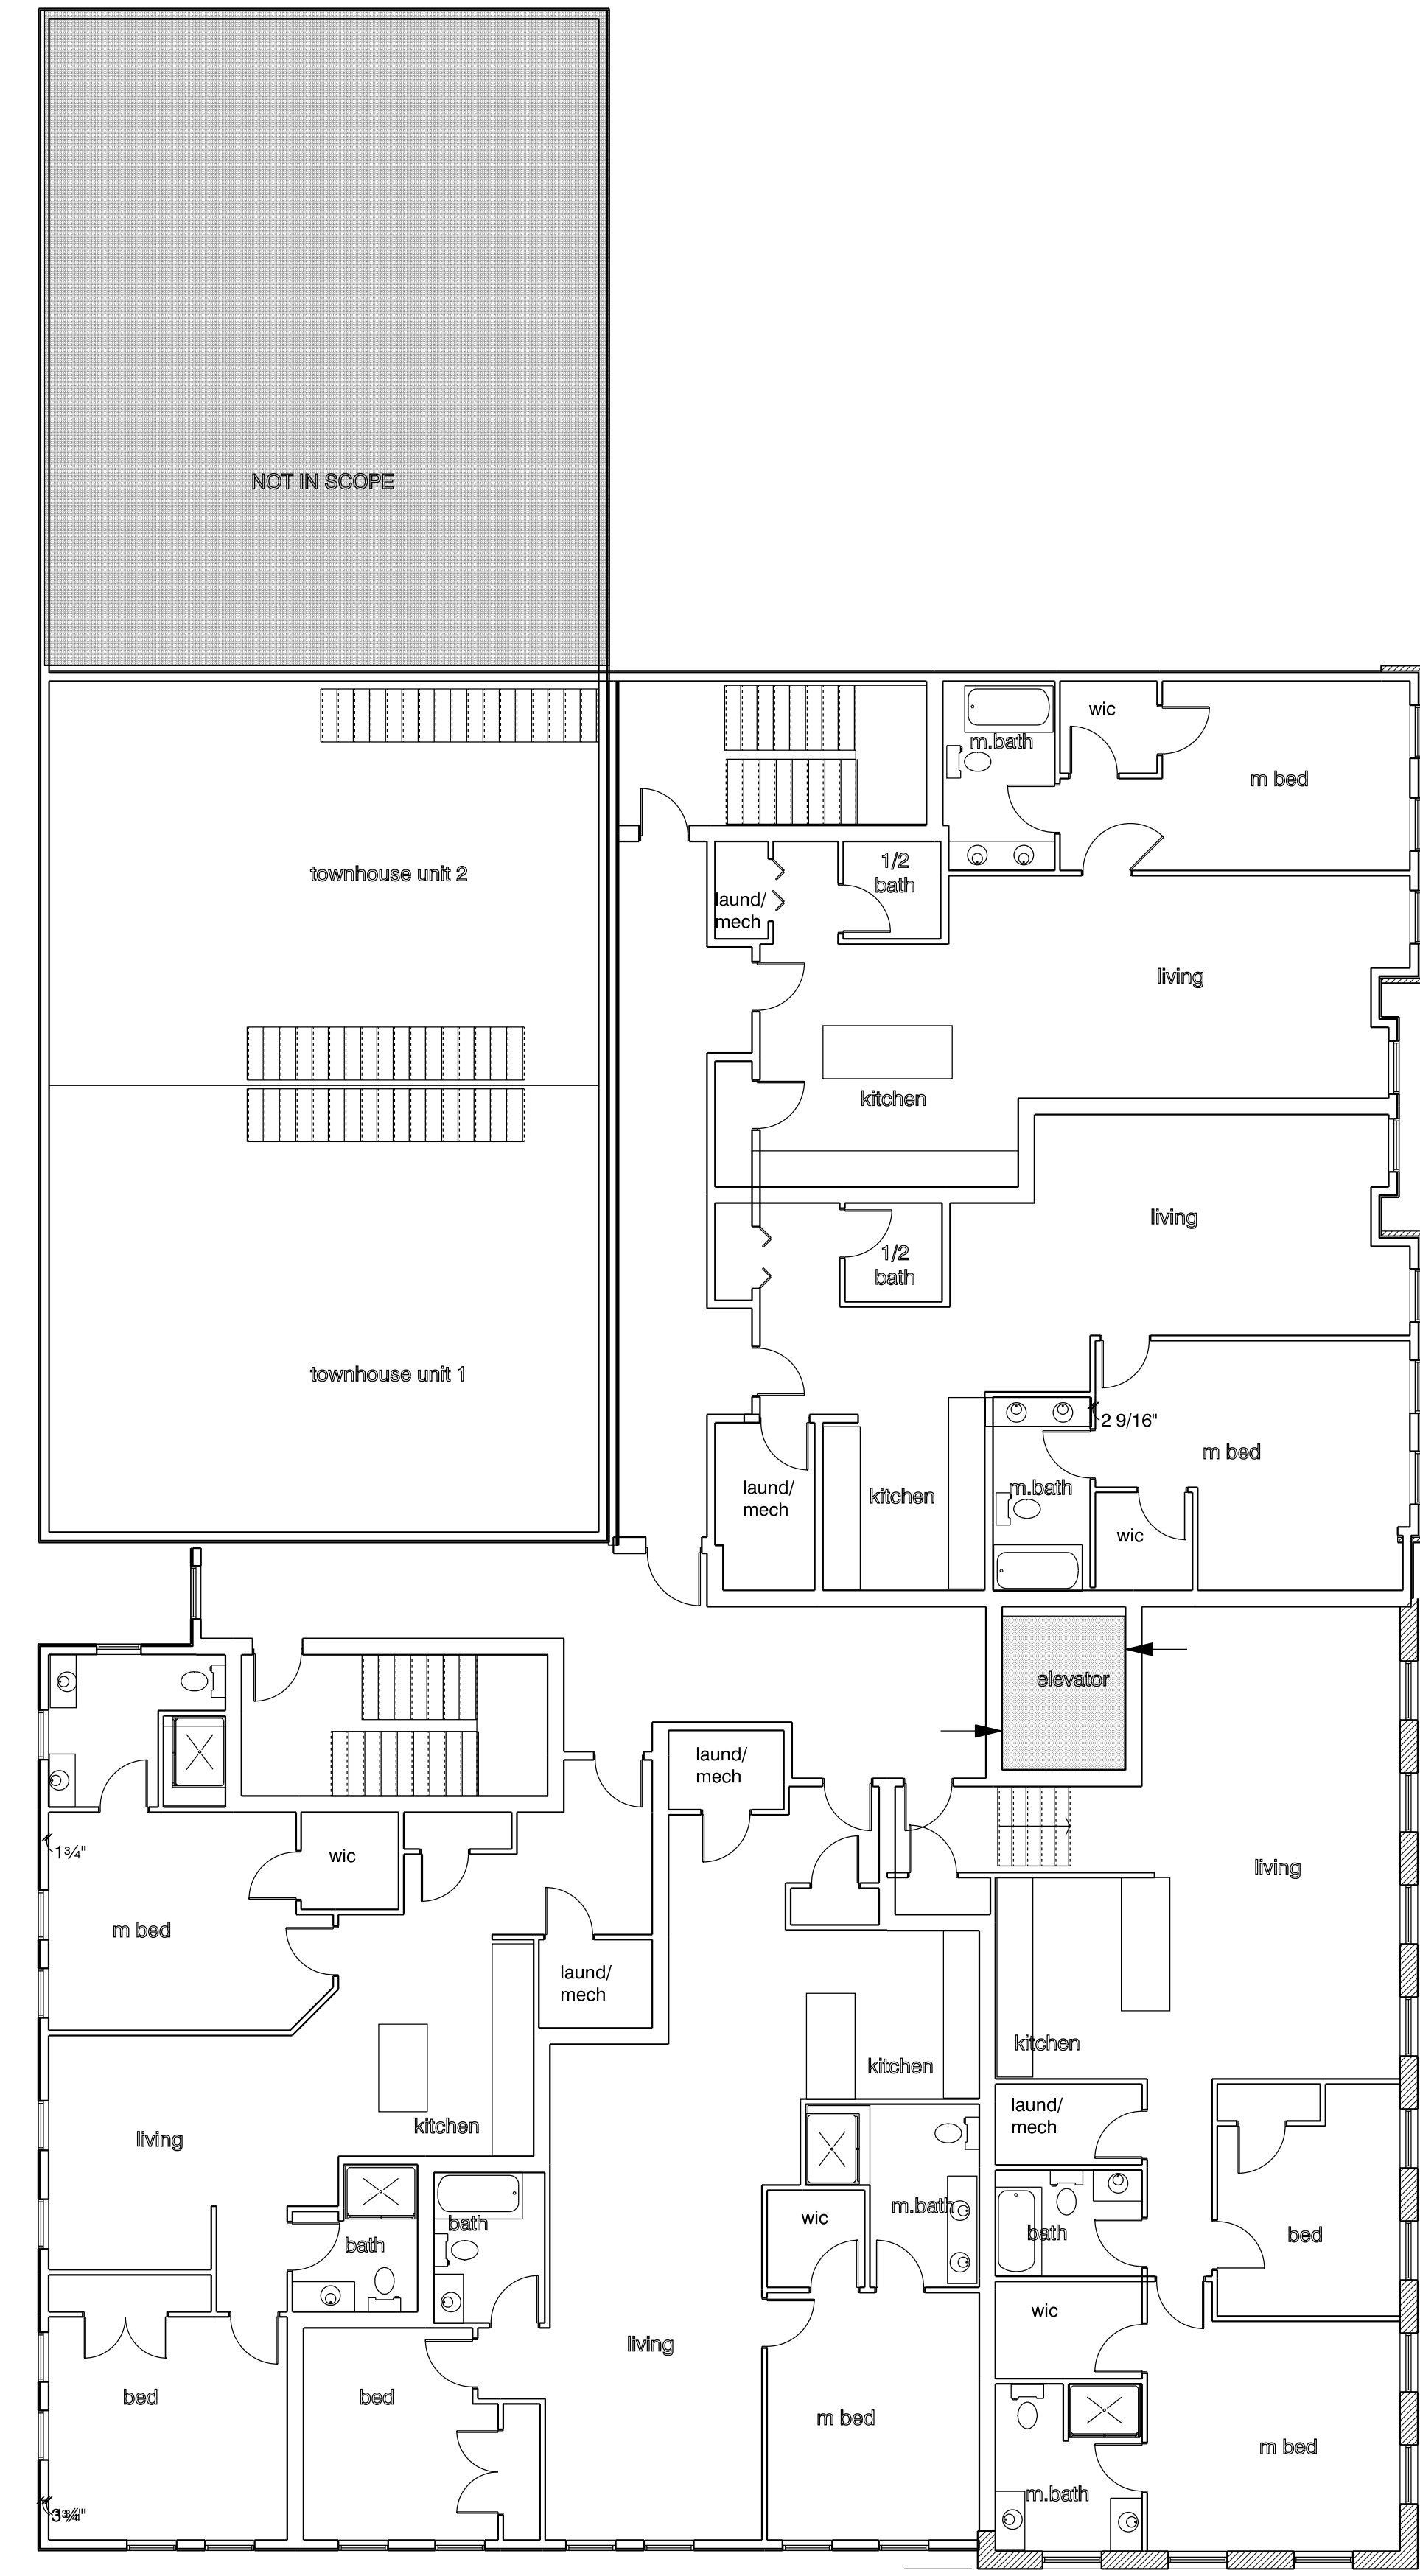 NOT IN SCOPE
wic
m.bath
m bed
townhouse unit 2
1/2
bath
laund/
mech
living
kitchen
living
1/2
bath
townhouse unit 1
2 9/16"
m bed
laund/
mech
kitchen
m.bath
wic
elevator
laund/
mech
1¾"
wic
living
m bed
laund/
mech
kitchen
kitchen
laund/
mech
kitchen
living
wic
m.bath
bath
bath
bath
bed
wic
living
bed
bed
m bed
m bed
m.bath